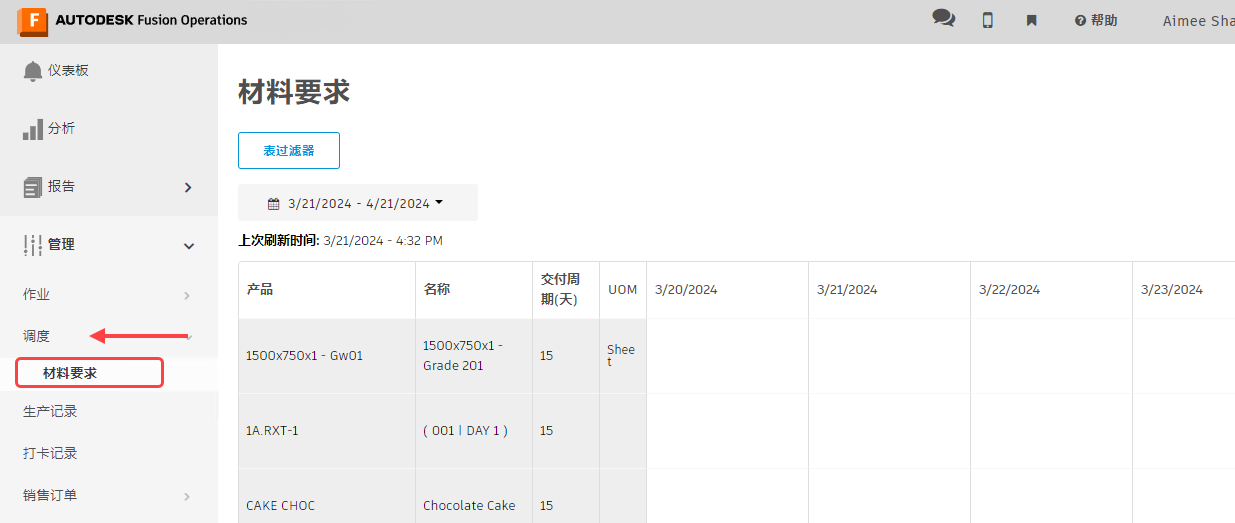 F AUTODESK Fusion Operations
帮助
Aimee Sha
仪表板
分析
报告
管理
作业
调度
材料要求
生产记录
打卡记录
销售订单
材料要求
表过滤器
3/21/2024 - 4/21/2024
上次刷新时间: 3/21/2024 - 4:32 PM
产品 名称 交付周期(天) UOM 3/20/2024 3/21/2024 3/22/2024 3/23/2024
1500x750x1 - Gw01 1500x750x1 - Grade 201 15 Sheet
1A.RXT-1 ( 001 | DAY 1 ) 15
CAKE CHOC Chocolate Cake 15